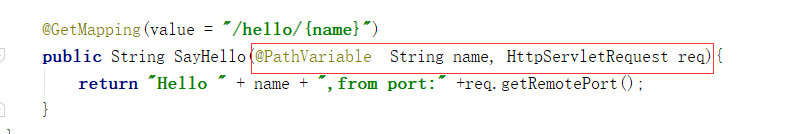 @GetMapping(value = "/hello/{name}")
public String SayHello(@PathVariable  String name, HttpServletRequest req){
    return "Hello " + name + ",from port:" +req.getRemotePort();
}